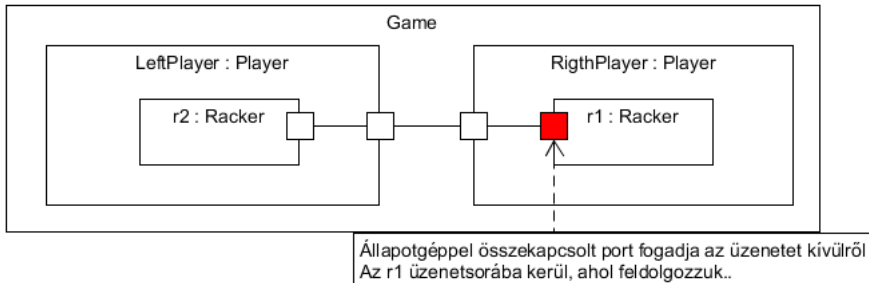 Game
LeftPlayer : Player
RigthPlayer : Player
r2 : Racker
r1 : Racker
Állapotgéppel összekapcsolt port fogadja az üzenetet kívülről
Az r1 üzenetsorába kerül, ahol feldolgozzuk..